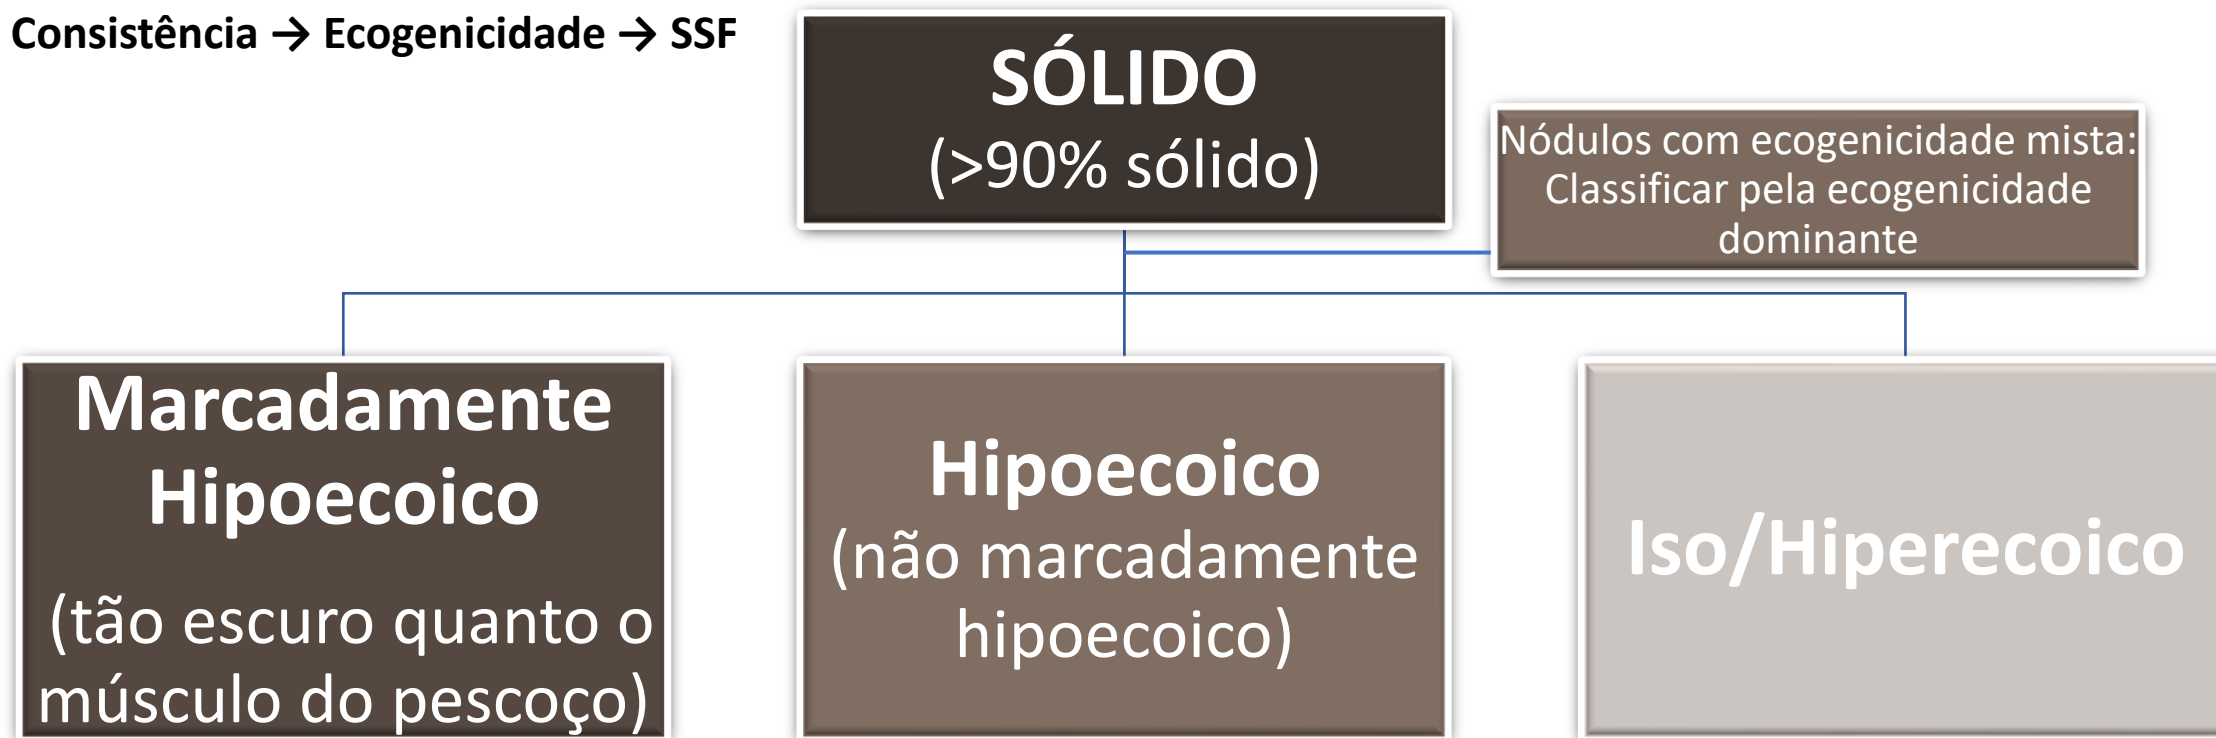 Consistência → Ecogenicidade → SSF
SÓLIDO
(>90% sólido)
Nódulos com ecogenicidade mista:
Classificar pela ecogenicidade
dominante
Marcadamente
Hipoecoico
(tão escuro quanto o
músculo do pescoço)
Hipoecoico
(não marcadamente
hipoecoico)
Iso/Hiperecoico